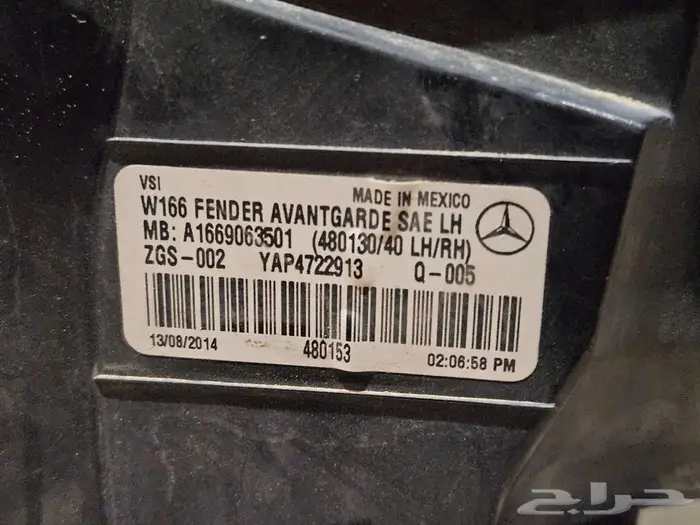 VSI
MADE IN MEXICO
W166 FENDER AVANTGARDE SAE LH
MB: A1669063501 (480130/40 LH/RH)
ZGS-002 YAP4722913 Q-005
13/08/2014 480153 02:06:58 PM
حراج